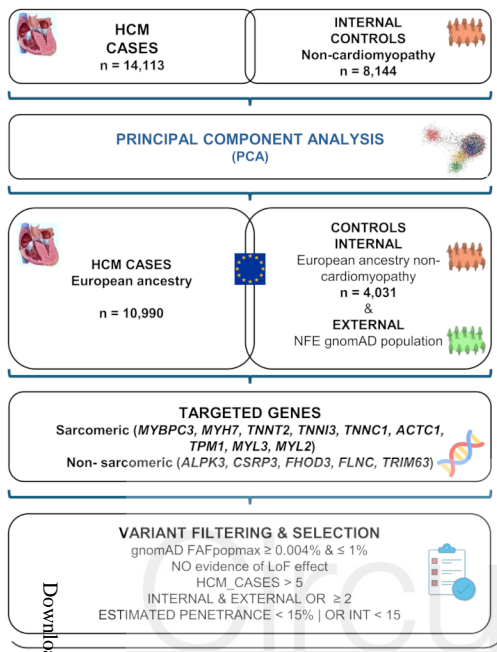 HCM
CASES
n = 14,113
INTERNAL
CONTROLS
Non-cardiomyopathy
n = 8,144
PRINCIPAL COMPONENT ANALYSIS
(PCA)
HCM CASES
European ancestry
n = 10,990
CONTROLS
INTERNAL
European ancestry non-
cardiomyopathy
n = 4,031
&
EXTERNAL
NFE gnomAD population
TARGETED GENES
Sarcomeric (MYBPC3, MYH7, TNNT2, TNNI3, TNNC1, ACTC1,
TPM1, MYL3, MYL2)
Non- sarcomeric (ALPK3, CSRP3, FHOD3, FLNC, TRIM63)
VARIANT FILTERING & SELECTION
gnomAD FAFpopmax ≥ 0.004% & ≤ 1%
NO evidence of LoF effect
HCM_CASES > 5
INTERNAL & EXTERNAL OR ≥ 2
ESTIMATED PENETRANCE < 15% | OR INT < 15
Downloa
Circu